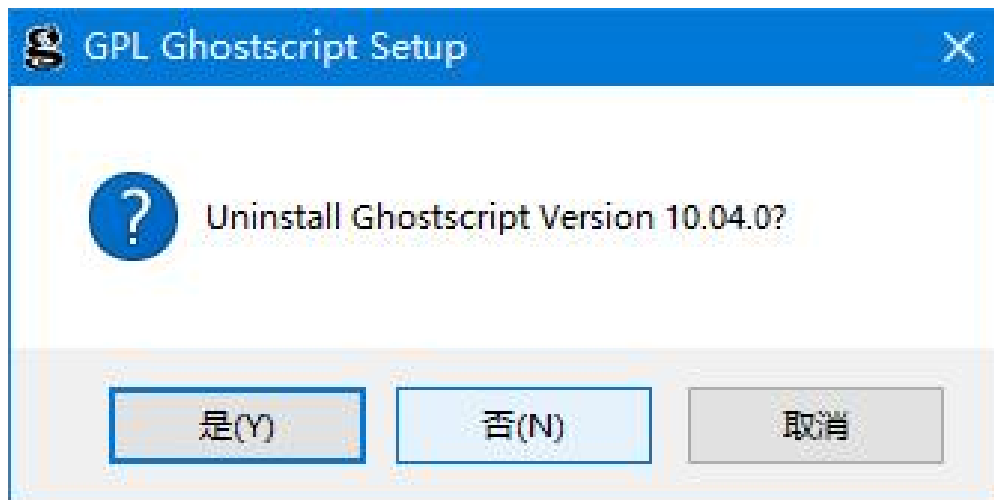 GPL Ghostscript Setup
Uninstall Ghostscript Version 10.04.0?
是(Y) 否(N) 取消